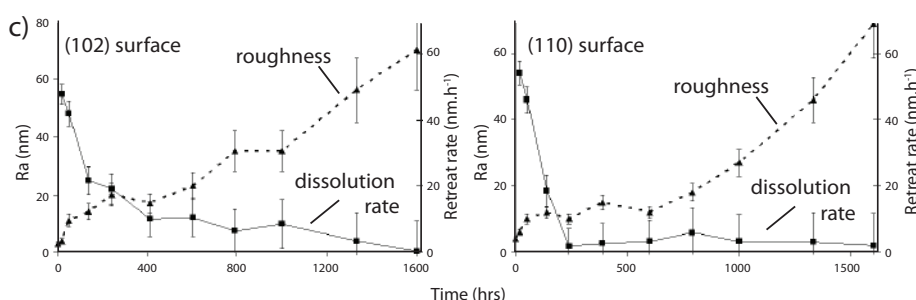 c)
(102) surface
roughness
dissolution
rate
Ra (nm)
80
60
40
20
0
Retreat rate (nm.h⁻¹)
60
40
20
0
0
400
800
1200
1600
(110) surface
roughness
dissolution
rate
Ra (nm)
60
40
20
0
Retreat rate (nm.h⁻¹)
60
40
20
0
0
500
1000
1500
Time (hrs)